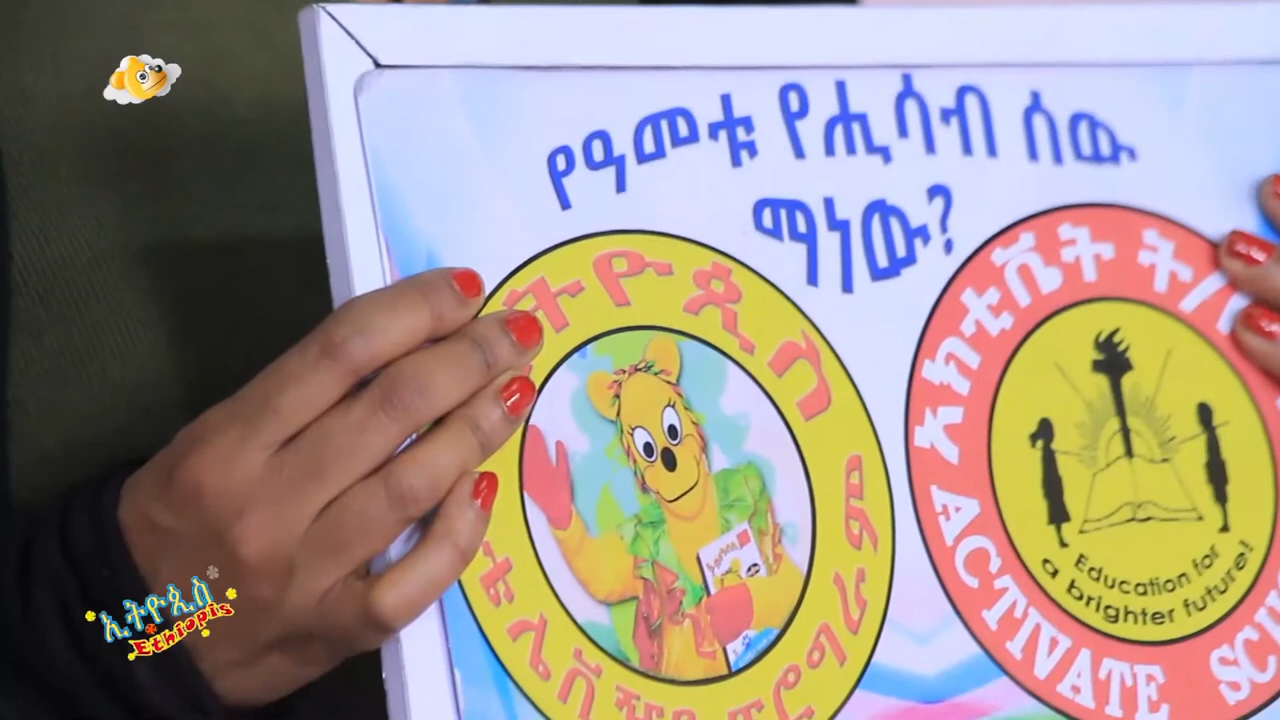 የዓመቱ የሒሳብ ሰው
ማነው?
ትዮጲስ
አክቲቬት ት/
Education for
a brighter future!
ACTIVATE
ኢትዮጲስ
Ethiopis